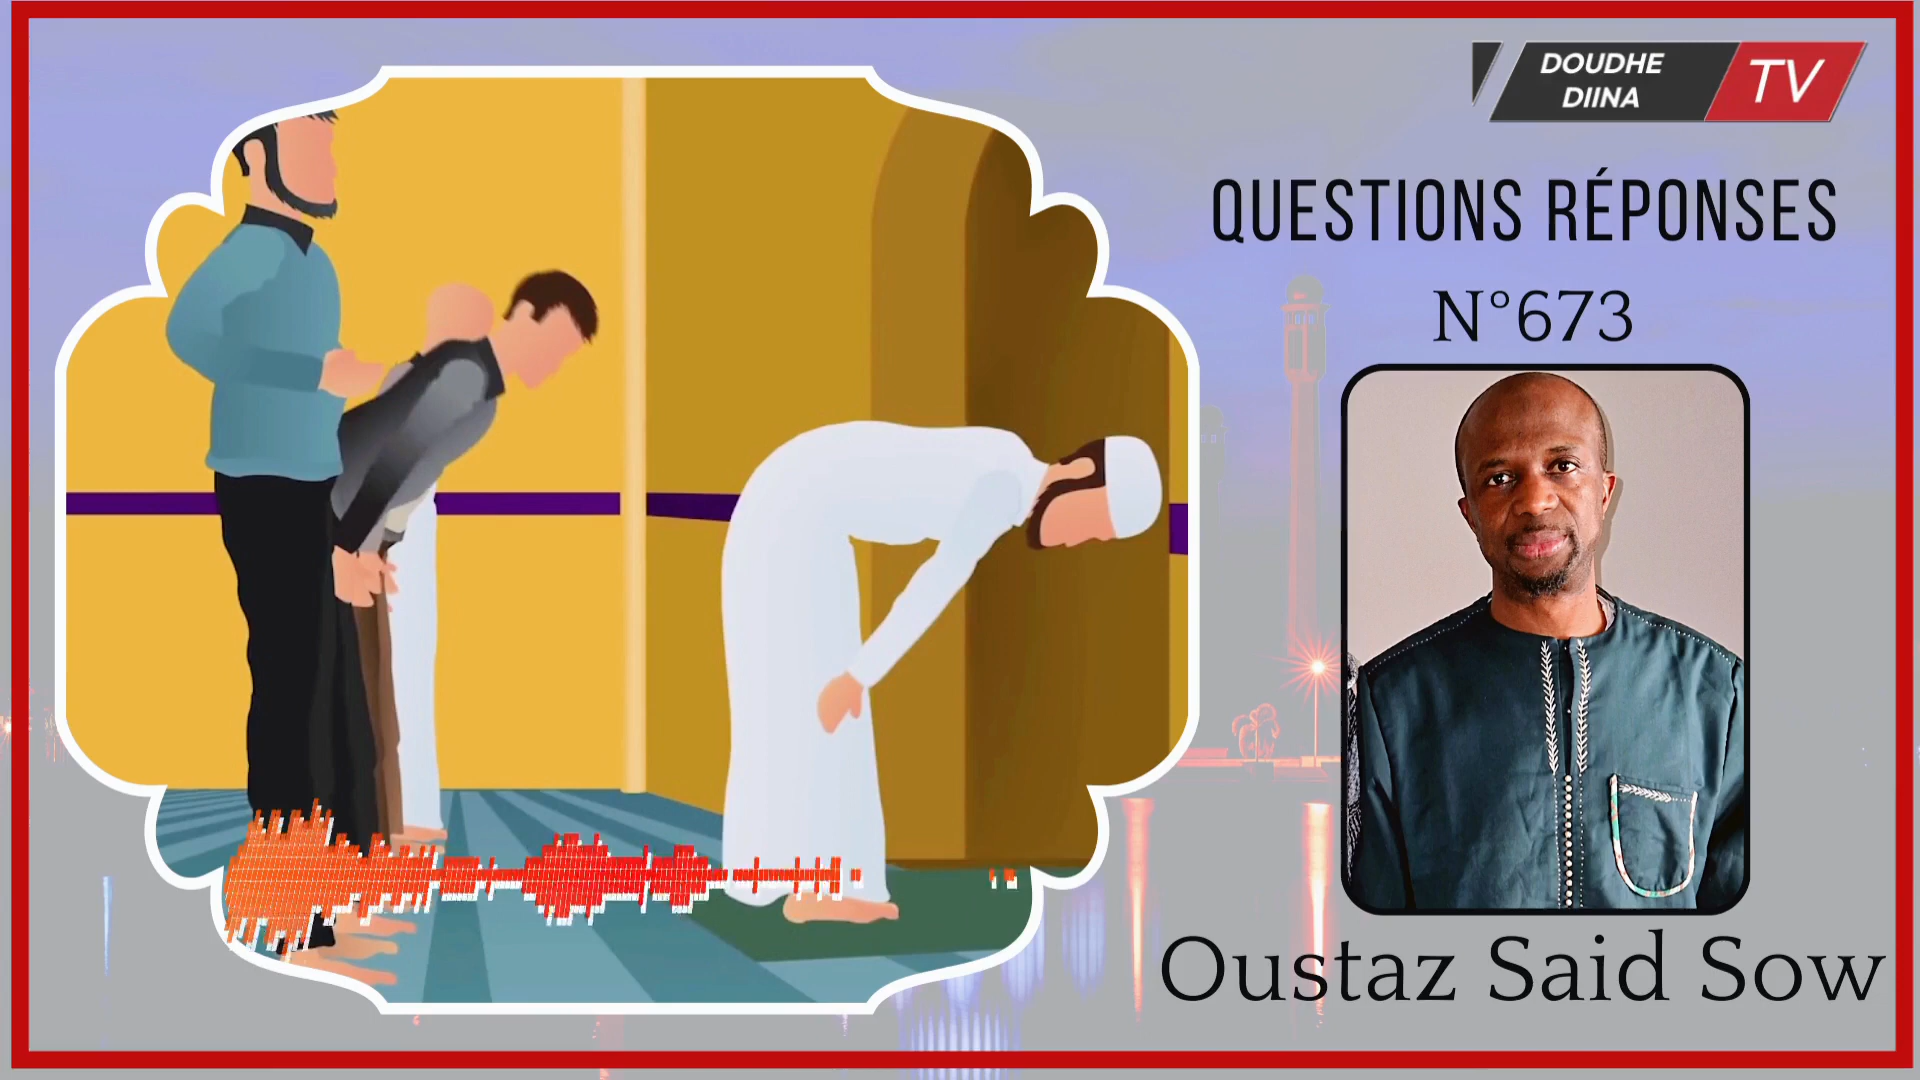 DOUDHE
DIINA
TV
QUESTIONS RÉPONSES
N°673
Oustaz Said Sow